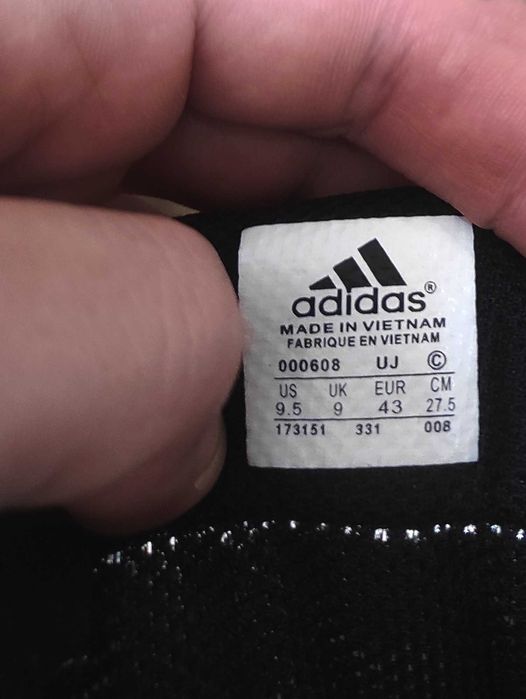 adidas®
MADE IN VIETNAM
FABRIQUE EN VIETNAM
000608 UJ ©
US UK EUR CM
9.5 9 43 27.5
173151 331 008